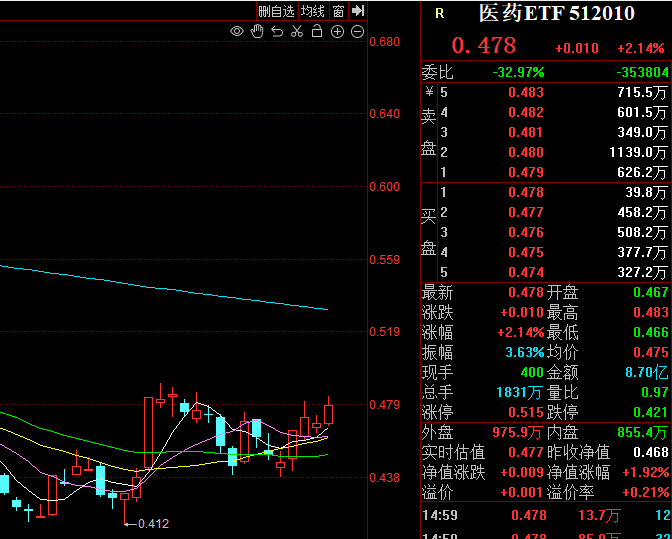 删自选 均线 窗
R 医药ETF 512010
0.478 +0.010 +2.14%
委比 -32.97% -353804
卖盘
¥ 5 0.483 715.5万
4 0.482 601.5万
3 0.481 349.0万
2 0.480 1139.0万
1 0.479 626.2万
买盘
1 0.478 39.8万
2 0.477 458.2万
3 0.476 508.2万
4 0.475 377.7万
5 0.474 327.2万
最新 0.478 开盘 0.467
涨跌 +0.010 最高 0.483
涨幅 +2.14% 最低 0.466
振幅 3.63% 均价 0.475
现手 400 金额 8.70亿
总手 1831万 量比 0.97
涨停 0.515 跌停 0.421
外盘 975.9万 内盘 855.4万
实时估值 0.477 昨收净值 0.468
净值涨跌 +0.009 净值涨幅 +1.92%
溢价 +0.001 溢价率 +0.21%
14:59 0.478 13.7万 12
0.680
0.640
0.600
0.559
0.519
0.479
0.438
0.412